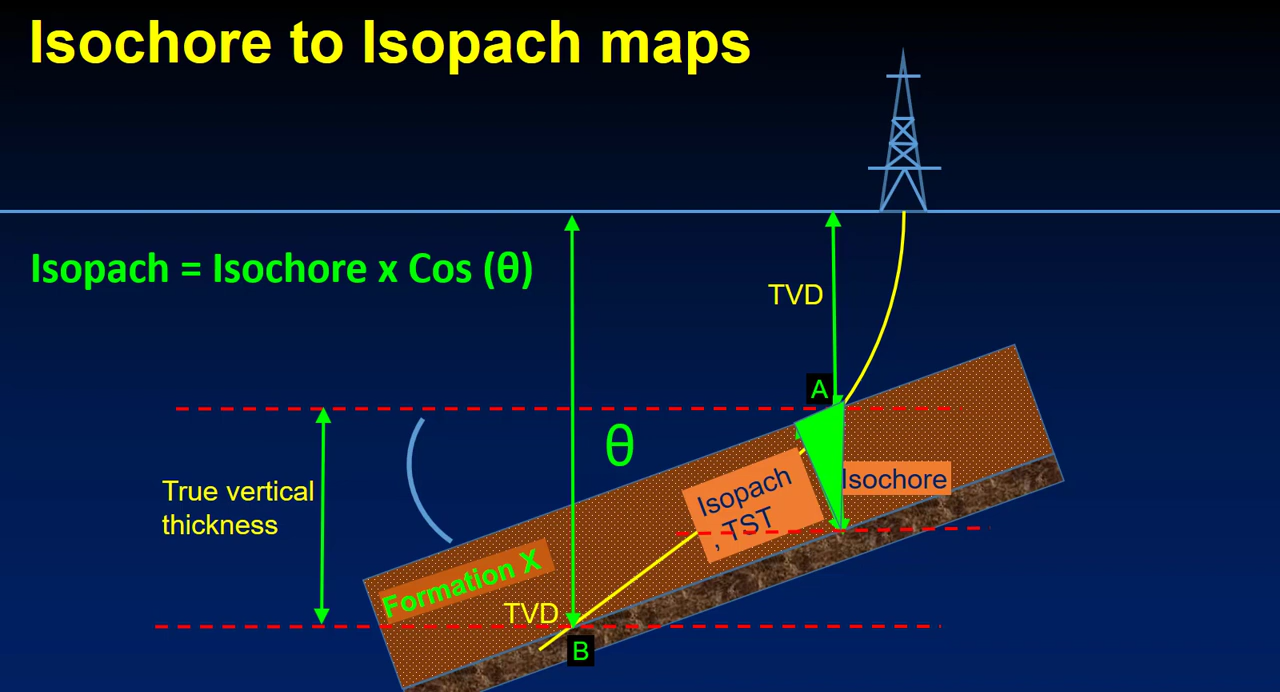 Isochore to Isopach maps
Isopach = Isochore x Cos (θ)
TVD
A
θ
True vertical
thickness
Isopach
, TST
Isochore
Formation X
TVD
B